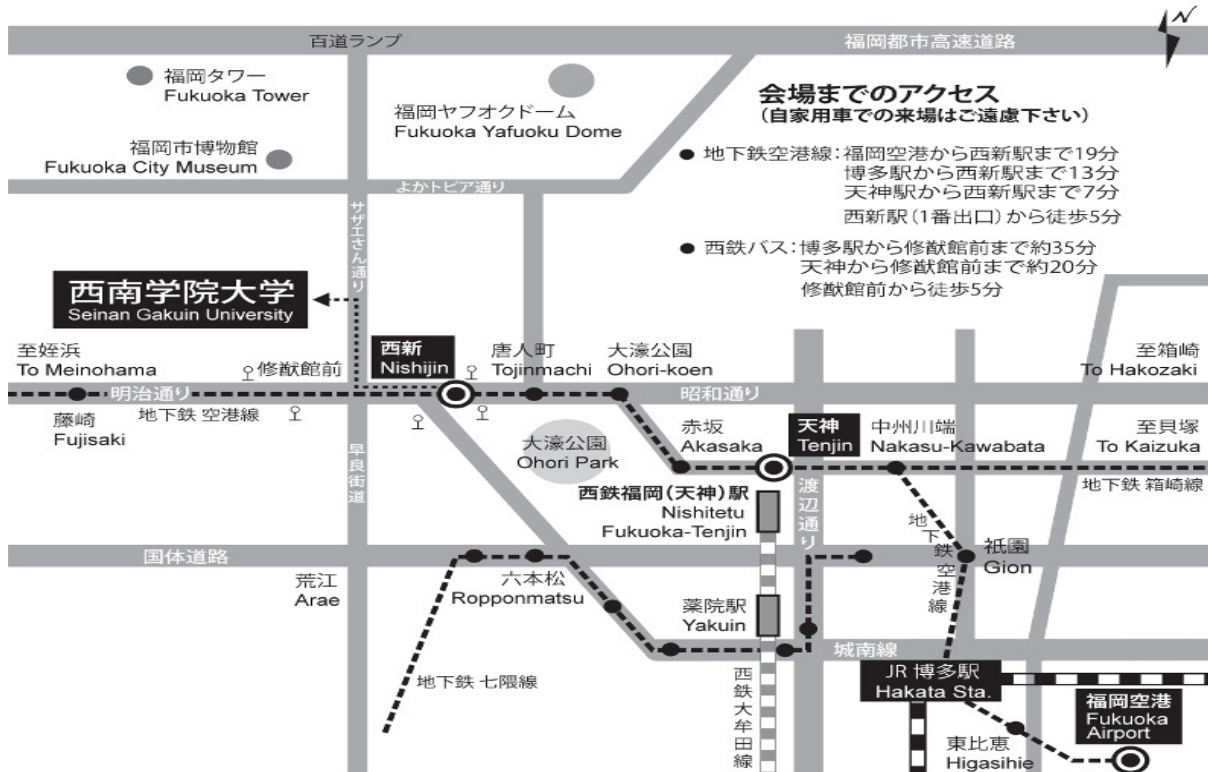 N
百道ランプ
福岡都市高速道路
福岡タワー
Fukuoka Tower
福岡ヤフオクドーム
Fukuoka Yafuoku Dome
福岡市博物館
Fukuoka City Museum
よかトピア通り
サザエさん通り
会場までのアクセス
(自家用車での来場はご遠慮下さい)
● 地下鉄空港線:福岡空港から西新駅まで19分
博多駅から西新駅まで13分
天神駅から西新駅まで7分
西新駅(1番出口)から徒歩5分
● 西鉄バス:博多駅から修猷館前まで約35分
天神から修猷館前まで約20分
修猷館前から徒歩5分
西南学院大学
Seinan Gakuin University
至姪浜
To Meinohama
修猷館前
西新
Nishijin
唐人町
Tojinmachi
大濠公園
Ohori-koen
至箱崎
To Hakozaki
明治通り
昭和通り
藤崎
Fujisaki
地下鉄 空港線
大濠公園
Ohori Park
赤坂
Akasaka
天神
Tenjin
中州川端
Nakasu-Kawabata
至貝塚
To Kaizuka
地下鉄 箱崎線
早良街道
西鉄福岡(天神)駅
Nishitetu
Fukuoka-Tenjin
渡辺通り
地下鉄空港線
祇園
Gion
国体道路
荒江
Arae
六本松
Ropponmatsu
薬院駅
Yakuin
城南線
地下鉄 七隈線
西鉄大牟田線
JR 博多駅
Hakata Sta.
福岡空港
Fukuoka
Airport
東比恵
Higasihie